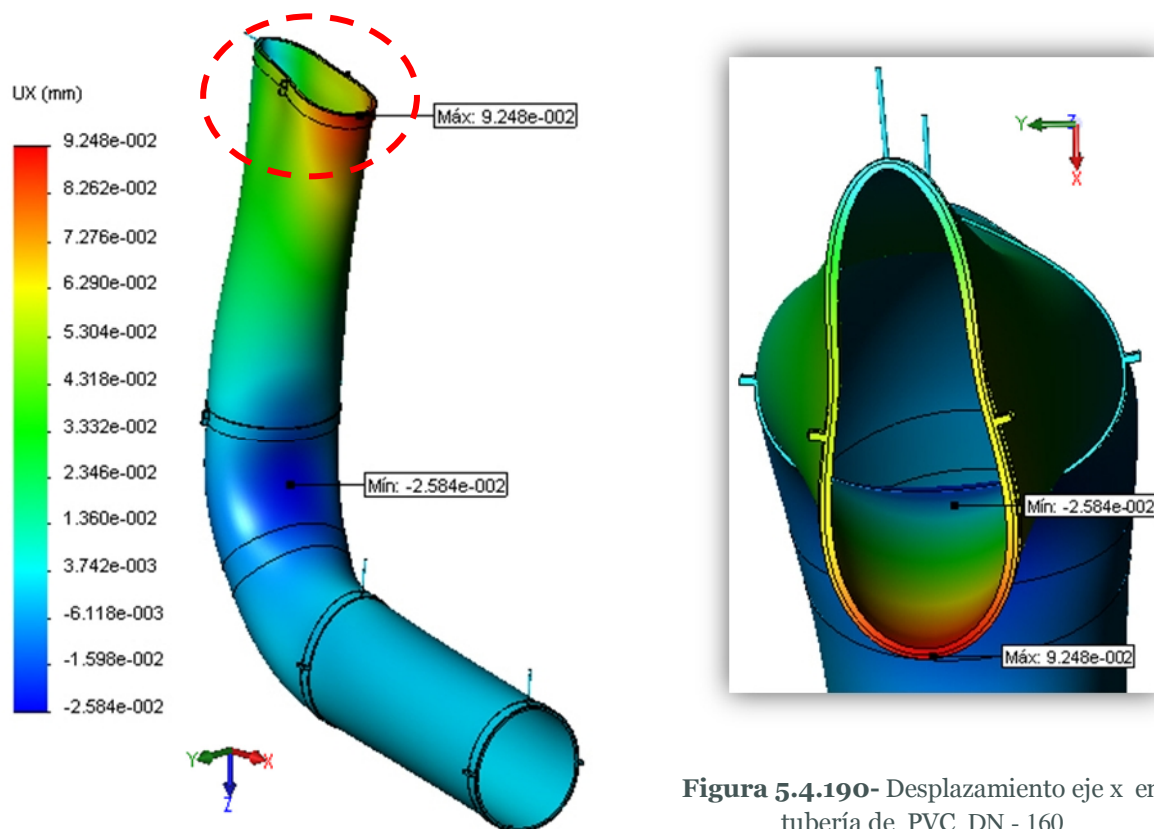 UX (mm)
9.248e-002
8.262e-002
7.276e-002
6.290e-002
5.304e-002
4.318e-002
3.332e-002
2.346e-002
1.360e-002
3.742e-003
-6.118e-003
-1.598e-002
-2.584e-002
Máx: 9.248e-002
Mín: -2.584e-002
Y
X
Z
Y
Z
X
Mín: -2.584e-002
Máx: 9.248e-002
Figura 5.4.190- Desplazamiento eje x en
tubería de PVC DN - 160